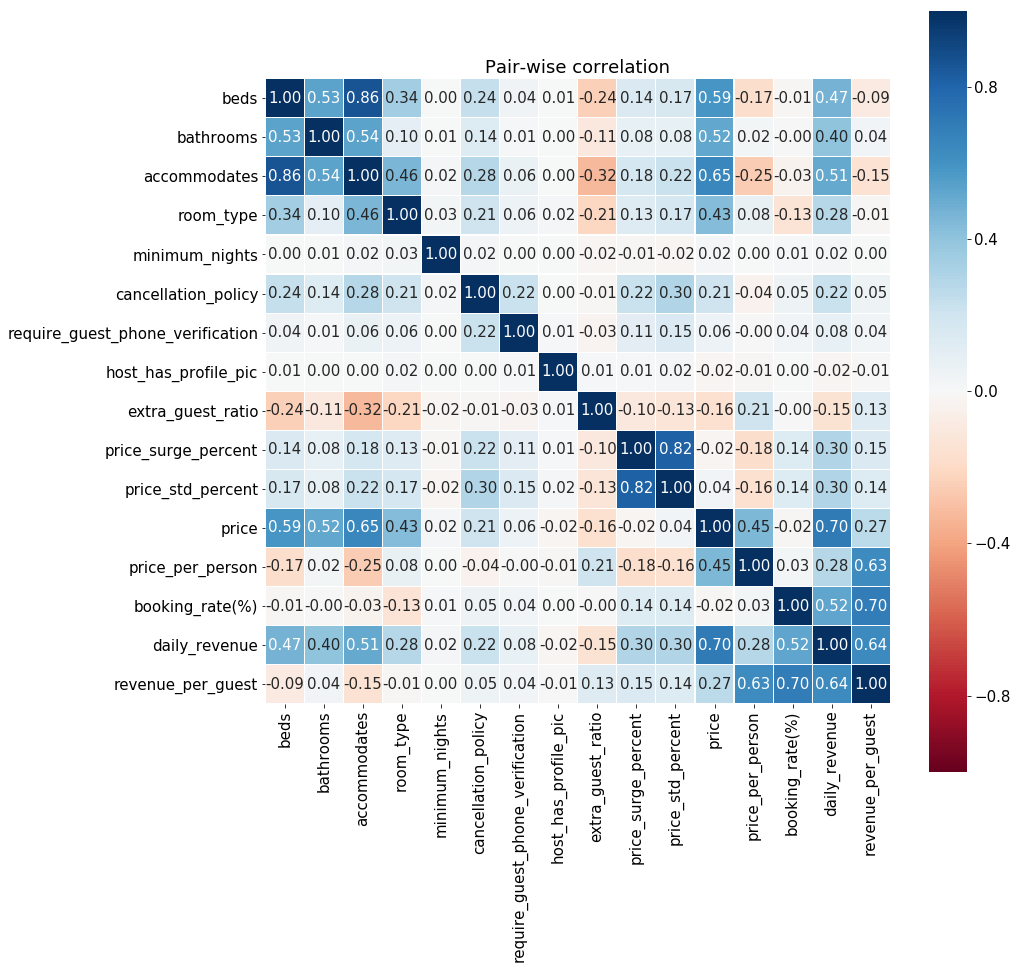 Pair-wise correlation
beds 1.00 0.53 0.86 0.34 0.00 0.24 0.04 0.01 -0.24 0.14 0.17 0.59 -0.17 -0.01 0.47 -0.09
bathrooms 0.53 1.00 0.54 0.10 0.01 0.14 0.01 0.00 -0.11 0.08 0.08 0.52 0.02 -0.00 0.40 0.04
accommodates 0.86 0.54 1.00 0.46 0.02 0.28 0.06 0.00 -0.32 0.18 0.22 0.65 -0.25 -0.03 0.51 -0.15
room_type 0.34 0.10 0.46 1.00 0.03 0.21 0.06 0.02 -0.21 0.13 0.17 0.43 0.08 -0.13 0.28 -0.01
minimum_nights 0.00 0.01 0.02 0.03 1.00 0.02 0.00 0.00 -0.02 -0.01 -0.02 0.02 0.00 0.01 0.02 0.00
cancellation_policy 0.24 0.14 0.28 0.21 0.02 1.00 0.22 0.00 -0.01 0.22 0.30 0.21 -0.04 0.05 0.22 0.05
require_guest_phone_verification 0.04 0.01 0.06 0.06 0.00 0.22 1.00 0.01 -0.03 0.11 0.15 0.06 -0.00 0.04 0.08 0.04
host_has_profile_pic 0.01 0.00 0.00 0.02 0.00 0.00 0.01 1.00 0.01 0.01 0.02 -0.02 -0.01 0.00 -0.02 -0.01
extra_guest_ratio -0.24 -0.11 -0.32 -0.21 -0.02 -0.01 -0.03 0.01 1.00 -0.10 -0.13 -0.16 0.21 -0.00 -0.15 0.13
price_surge_percent 0.14 0.08 0.18 0.13 -0.01 0.22 0.11 0.01 -0.10 1.00 0.82 -0.02 -0.18 0.14 0.30 0.15
price_std_percent 0.17 0.08 0.22 0.17 -0.02 0.30 0.15 0.02 -0.13 0.82 1.00 0.04 -0.16 0.14 0.30 0.14
price 0.59 0.52 0.65 0.43 0.02 0.21 0.06 -0.02 -0.16 -0.02 0.04 1.00 0.45 -0.02 0.70 0.27
price_per_person -0.17 0.02 -0.25 0.08 0.00 -0.04 -0.00 -0.01 0.21 -0.18 -0.16 0.45 1.00 0.03 0.28 0.63
booking_rate(%) -0.01 -0.00 -0.03 -0.13 0.01 0.05 0.04 0.00 -0.00 0.14 0.14 -0.02 0.03 1.00 0.52 0.70
daily_revenue 0.47 0.40 0.51 0.28 0.02 0.22 0.08 -0.02 -0.15 0.30 0.30 0.70 0.28 0.52 1.00 0.64
revenue_per_guest -0.09 0.04 -0.15 -0.01 0.00 0.05 0.04 -0.01 0.13 0.15 0.14 0.27 0.63 0.70 0.64 1.00
beds
bathrooms
accommodates
room_type
minimum_nights
cancellation_policy
require_guest_phone_verification
host_has_profile_pic
extra_guest_ratio
price_surge_percent
price_std_percent
price
price_per_person
booking_rate(%)
daily_revenue
revenue_per_guest
0.8
0.4
0.0
−0.4
−0.8